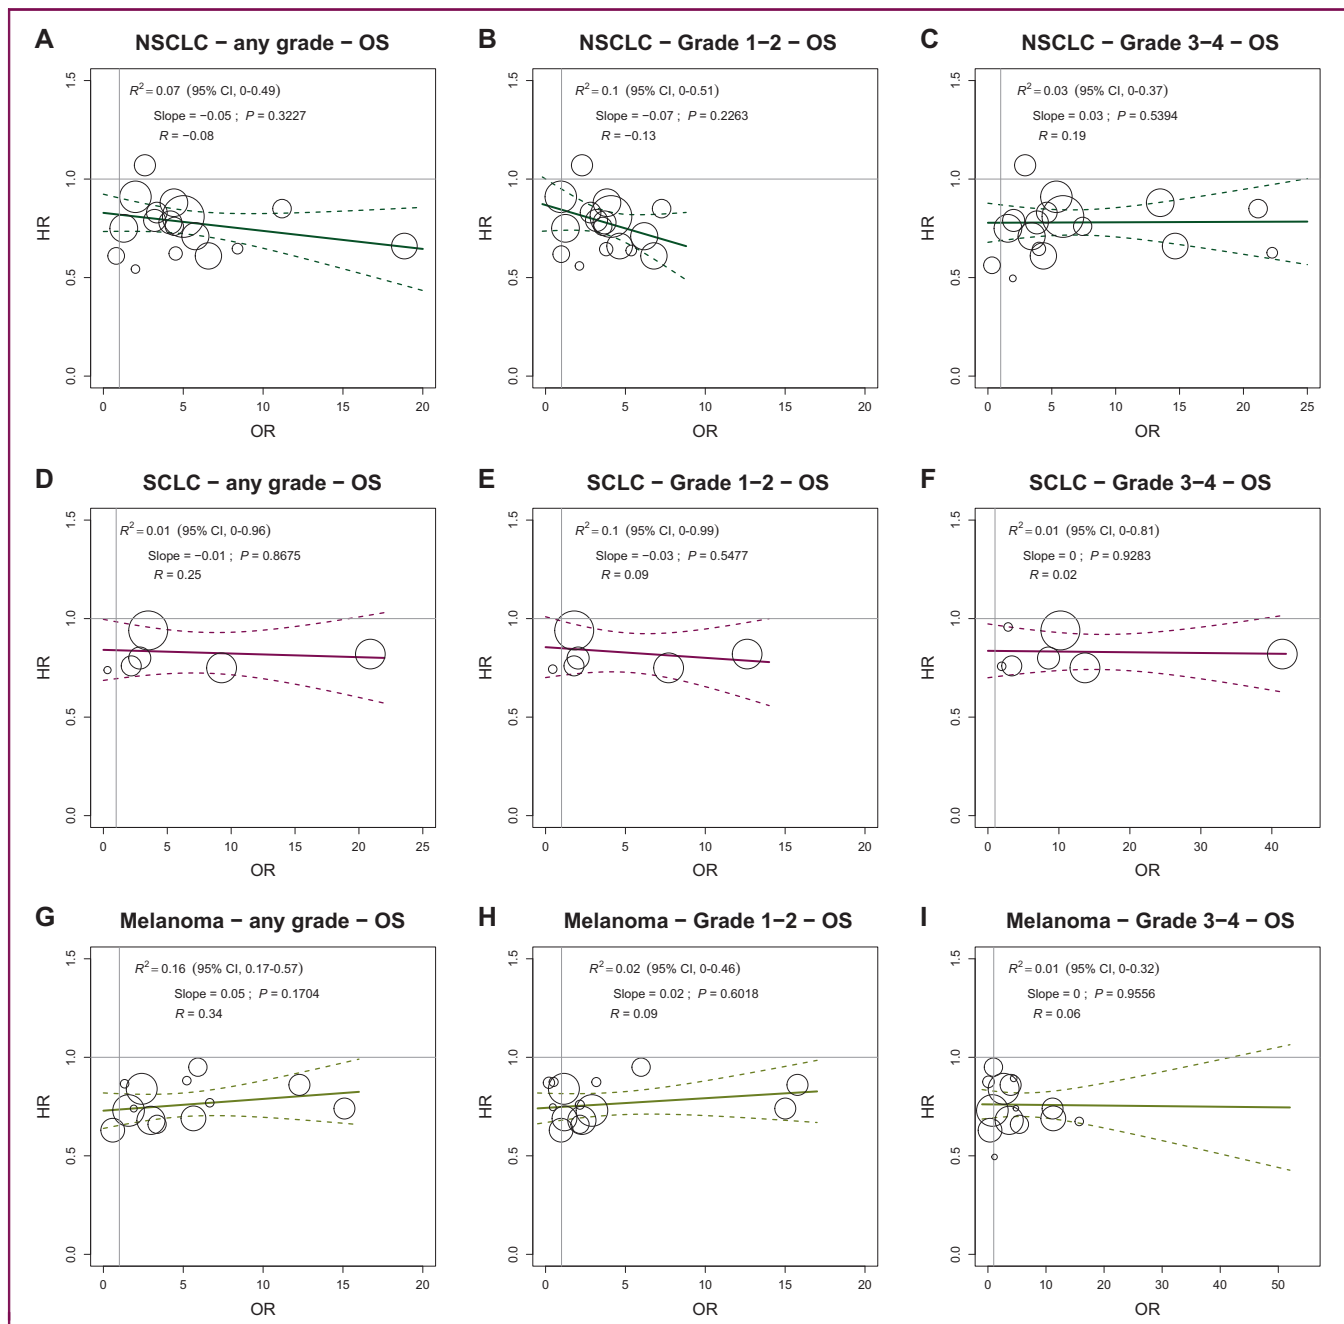 A NSCLC − any grade − OS
R² = 0.07 (95% CI, 0-0.49)
Slope = −0.05 ; P = 0.3227
R = −0.08
HR
0.0 0.5 1.0 1.5
0 5 10 15 20
OR
B NSCLC − Grade 1−2 − OS
R² = 0.1 (95% CI, 0-0.51)
Slope = −0.07 ; P = 0.2263
R = −0.13
HR
0.0 0.5 1.0 1.5
0 5 10 15 20
OR
C NSCLC − Grade 3−4 − OS
R² = 0.03 (95% CI, 0-0.37)
Slope = 0.03 ; P = 0.5394
R = 0.19
HR
0.0 0.5 1.0 1.5
0 5 10 15 20 25
OR
D SCLC − any grade − OS
R² = 0.01 (95% CI, 0-0.96)
Slope = −0.01 ; P = 0.8675
R = 0.25
HR
0.0 0.5 1.0 1.5
0 5 10 15 20 25
OR
E SCLC − Grade 1−2 − OS
R² = 0.1 (95% CI, 0-0.99)
Slope = −0.03 ; P = 0.5477
R = 0.09
HR
0.0 0.5 1.0 1.5
0 5 10 15 20
OR
F SCLC − Grade 3−4 − OS
R² = 0.01 (95% CI, 0-0.81)
Slope = 0 ; P = 0.9283
R = 0.02
HR
0.0 0.5 1.0 1.5
0 10 20 30 40
OR
G Melanoma − any grade − OS
R² = 0.16 (95% CI, 0.17-0.57)
Slope = 0.05 ; P = 0.1704
R = 0.34
HR
0.0 0.5 1.0 1.5
0 5 10 15 20
OR
H Melanoma − Grade 1−2 − OS
R² = 0.02 (95% CI, 0-0.46)
Slope = 0.02 ; P = 0.6018
R = 0.09
HR
0.0 0.5 1.0 1.5
0 5 10 15 20
OR
I Melanoma − Grade 3−4 − OS
R² = 0.01 (95% CI, 0-0.32)
Slope = 0 ; P = 0.9556
R = 0.06
HR
0.0 0.5 1.0 1.5
0 10 20 30 40 50
OR